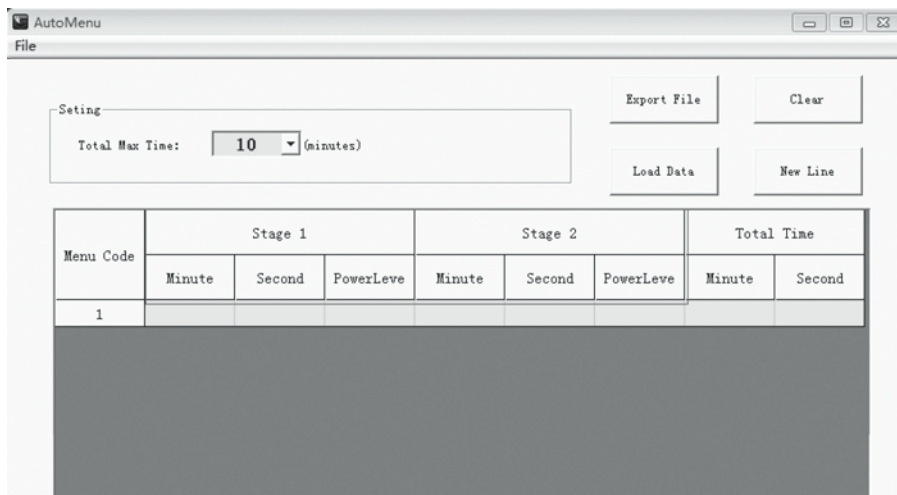 AutoMenu
File
Seting
Total Max Time: 10 (minutes)
Export File
Clear
Load Data
New Line
Menu Code
Stage 1
Stage 2
Total Time
Minute Second PowerLeve Minute Second PowerLeve Minute Second
1